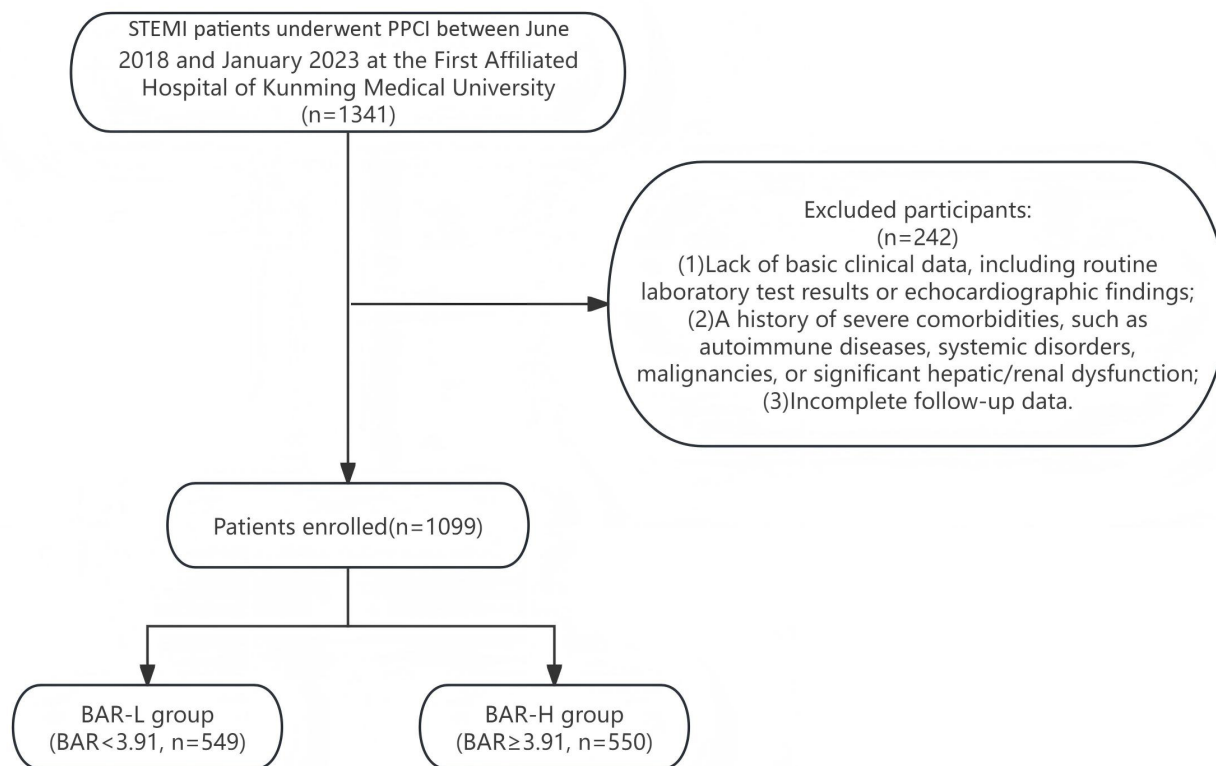 STEMI patients underwent PPCI between June
2018 and January 2023 at the First Affiliated
Hospital of Kunming Medical University
(n=1341)
Excluded participants:
(n=242)
(1)Lack of basic clinical data, including routine
laboratory test results or echocardiographic findings;
(2)A history of severe comorbidities, such as
autoimmune diseases, systemic disorders,
malignancies, or significant hepatic/renal dysfunction;
(3)Incomplete follow-up data.
Patients enrolled(n=1099)
BAR-L group
(BAR<3.91, n=549)
BAR-H group
(BAR≥3.91, n=550)